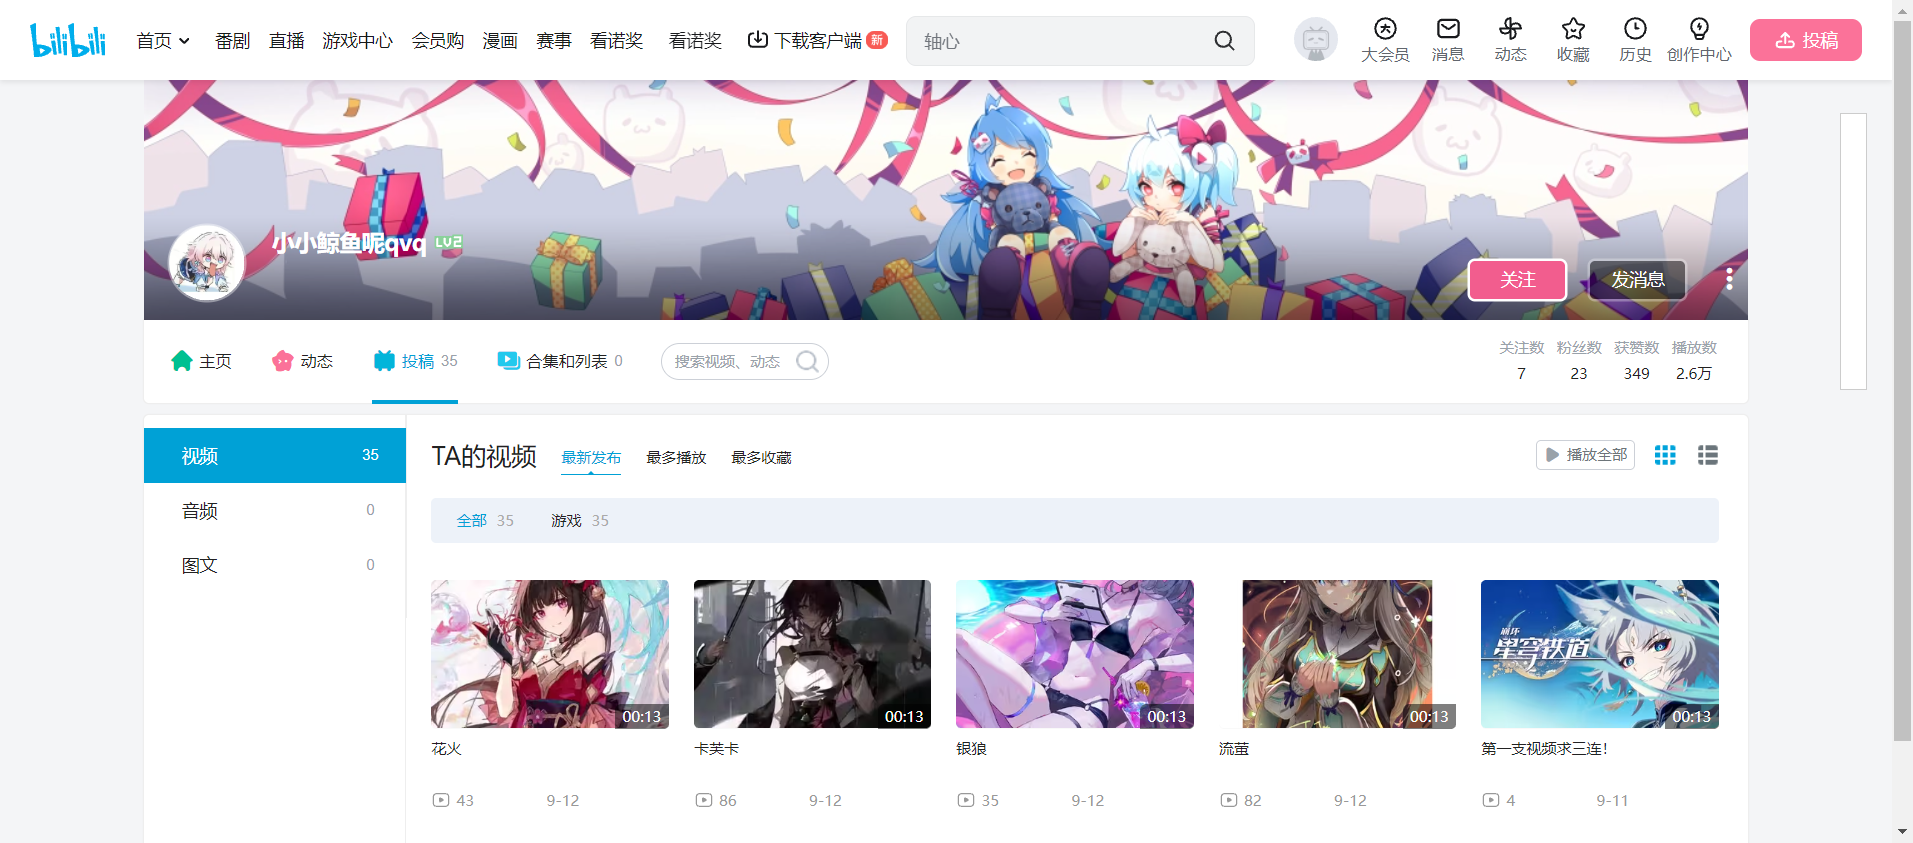 bilibili
首页
番剧
直播
游戏中心
会员购
漫画
赛事
看诺奖
看诺奖
下载客户端
新
轴心
大会员
消息
动态
收藏
历史
创作中心
投稿
小小鲸鱼呢qvq LV2
关注
发消息
主页
动态
投稿 35
合集和列表 0
搜索视频、动态
关注数 粉丝数 获赞数 播放数
7 23 349 2.6万
视频 35
音频 0
图文 0
TA的视频
最新发布
最多播放
最多收藏
播放全部
全部 35
游戏 35
00:13
花火
43 9-12
00:13
卡芙卡
86 9-12
00:13
银狼
35 9-12
00:13
流萤
82 9-12
崩坏
星穹铁道
00:13
第一支视频求三连!
4 9-11